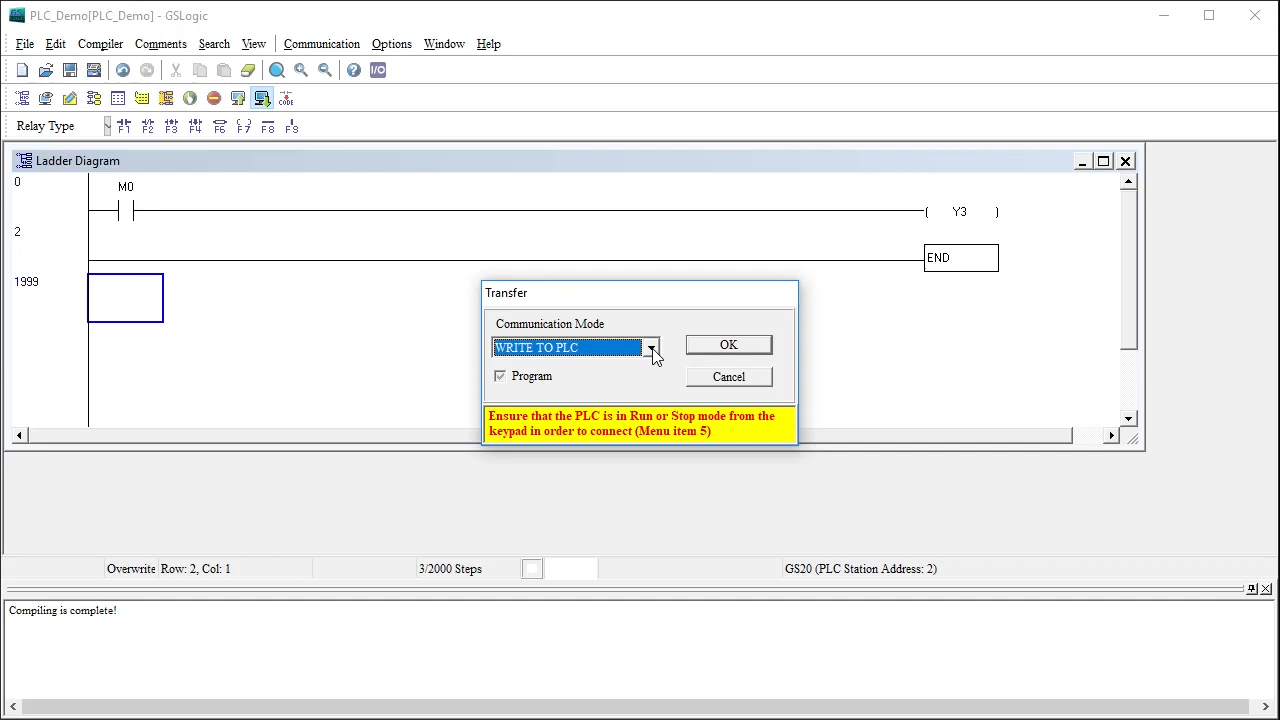 PLC_Demo[PLC_Demo] - GSLogic
File Edit Compiler Comments Search View Communication Options Window Help
I/O
CODE
Relay Type F1 F2 F3 F4 F6 F7 F8 F9
Ladder Diagram
0 M0
Y3
2
END
1999
Transfer
Communication Mode
WRITE TO PLC OK
Program Cancel
Ensure that the PLC is in Run or Stop mode from the
keypad in order to connect (Menu item 5)
Overwrite Row: 2, Col: 1 3/2000 Steps GS20 (PLC Station Address: 2)
Compiling is complete!